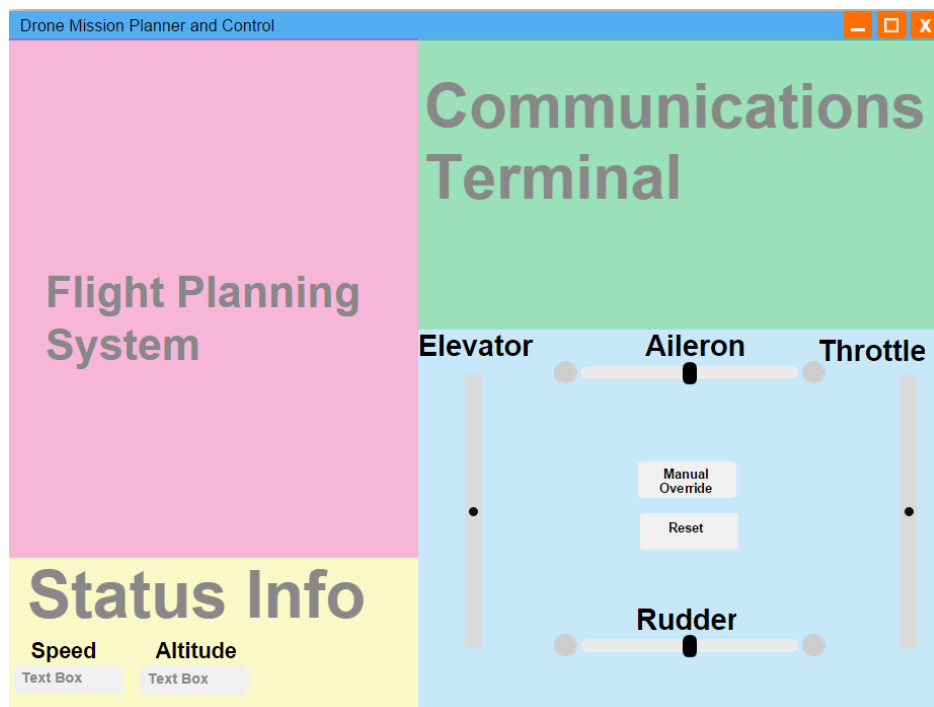 Drone Mission Planner and Control
X
Communications
Terminal
Flight Planning
System
Elevator
Aileron
Throttle
Manual
Override
Reset
Rudder
Status Info
Speed
Altitude
Text Box
Text Box